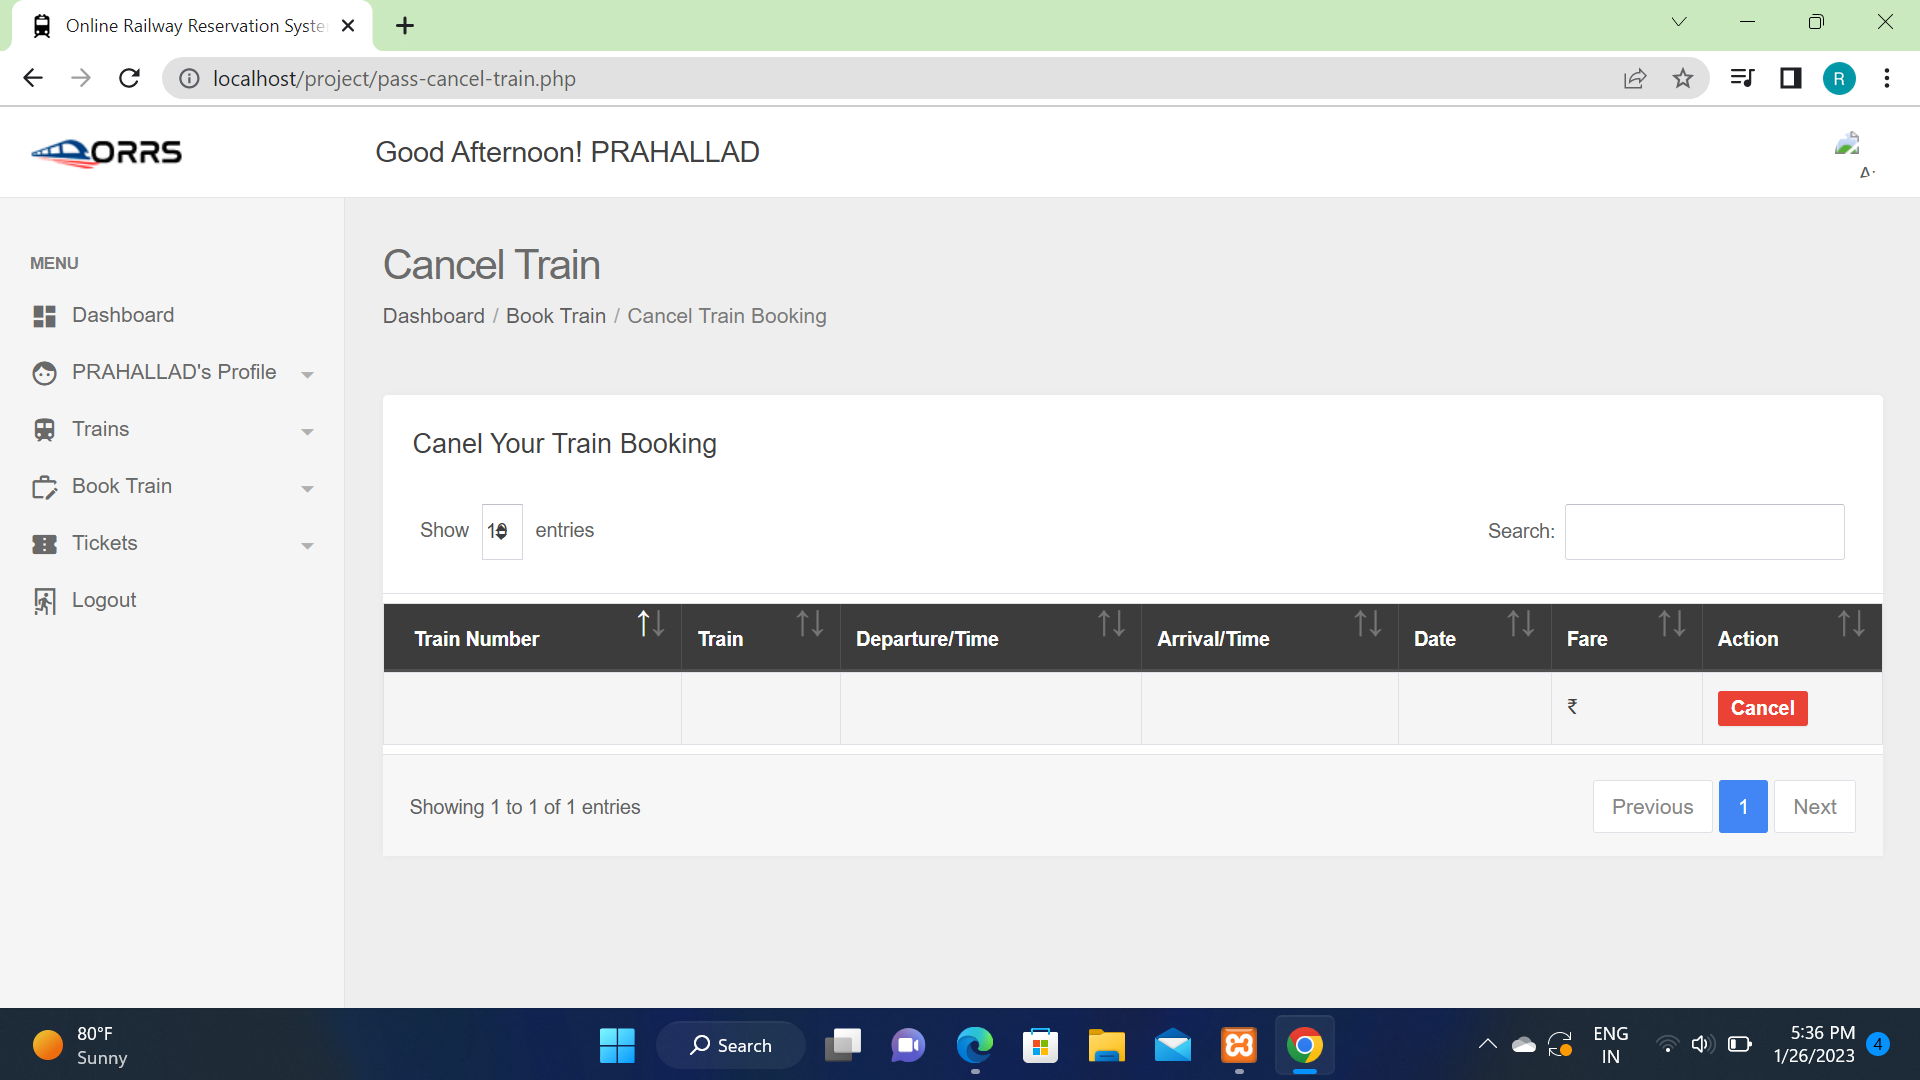 Online Railway Reservation Syste
localhost/project/pass-cancel-train.php
R
ORRS
Good Afternoon! PRAHALLAD
MENU
Dashboard
PRAHALLAD's Profile
Trains
Book Train
Tickets
Logout
Cancel Train
Dashboard / Book Train / Cancel Train Booking
Canel Your Train Booking
Show 10 entries
Search:
Train Number Train Departure/Time Arrival/Time Date Fare Action
₹ Cancel
Showing 1 to 1 of 1 entries
Previous 1 Next
80°F
Sunny
Search
ENG
IN
5:36 PM
1/26/2023
4